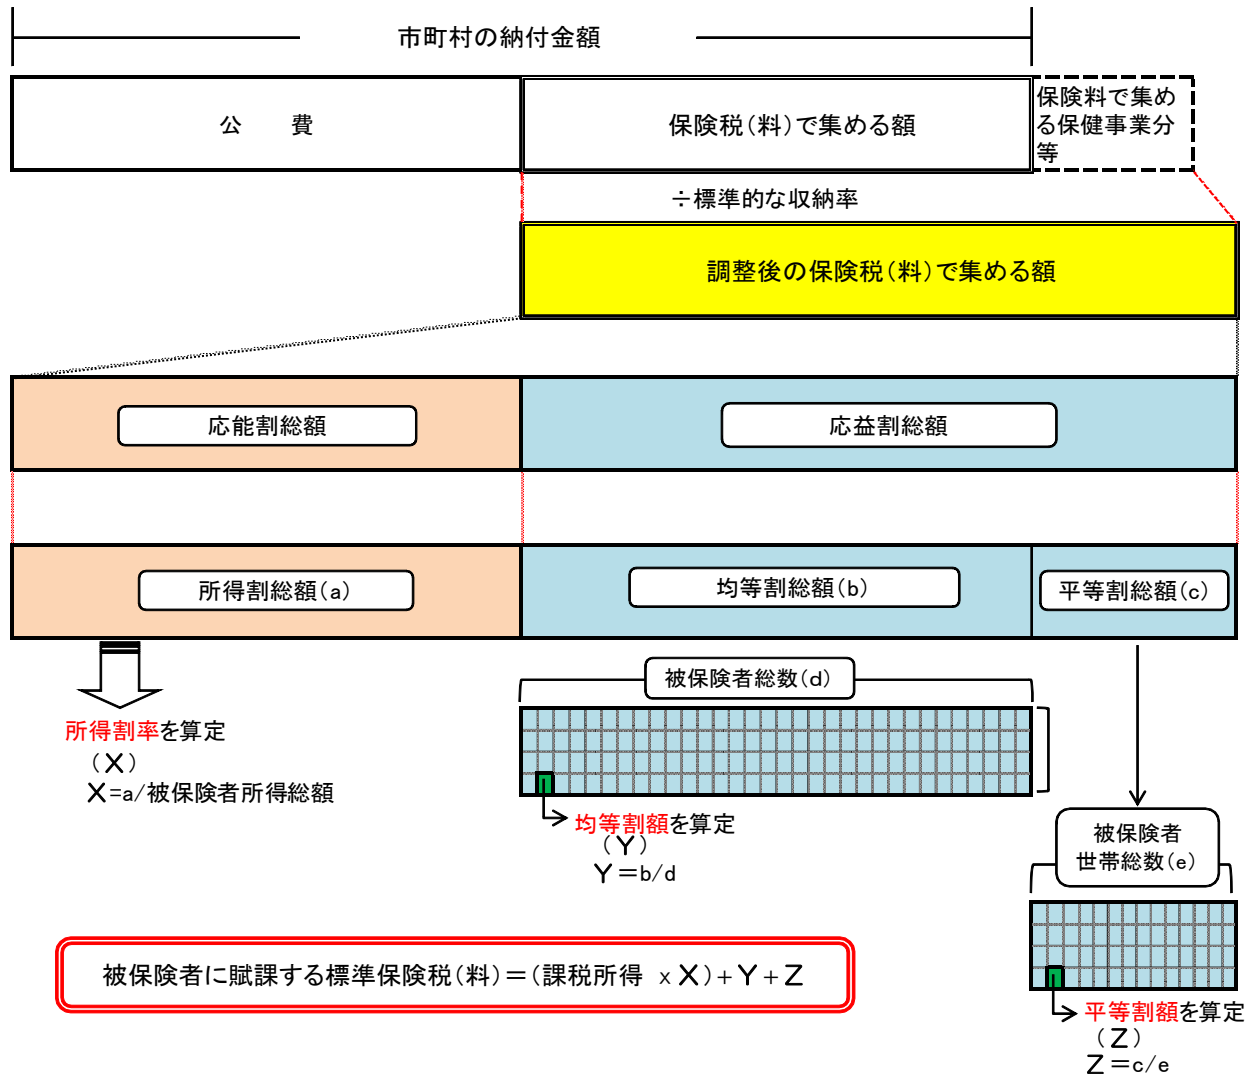 市町村の納付金額
公　　費
保険税(料)で集める額
保険料で集め
る保健事業分
等
÷標準的な収納率
調整後の保険税(料)で集める額
応能割総額
応益割総額
所得割総額(a)
均等割総額(b)
平等割総額(c)
被保険者総数(d)
所得割率を算定
(X)
X=a/被保険者所得総額
均等割額を算定
(Y)
Y=b/d
被保険者
世帯総数(e)
被保険者に賦課する標準保険税(料)=(課税所得 x X)+Y+Z
平等割額を算定
(Z)
Z=c/e